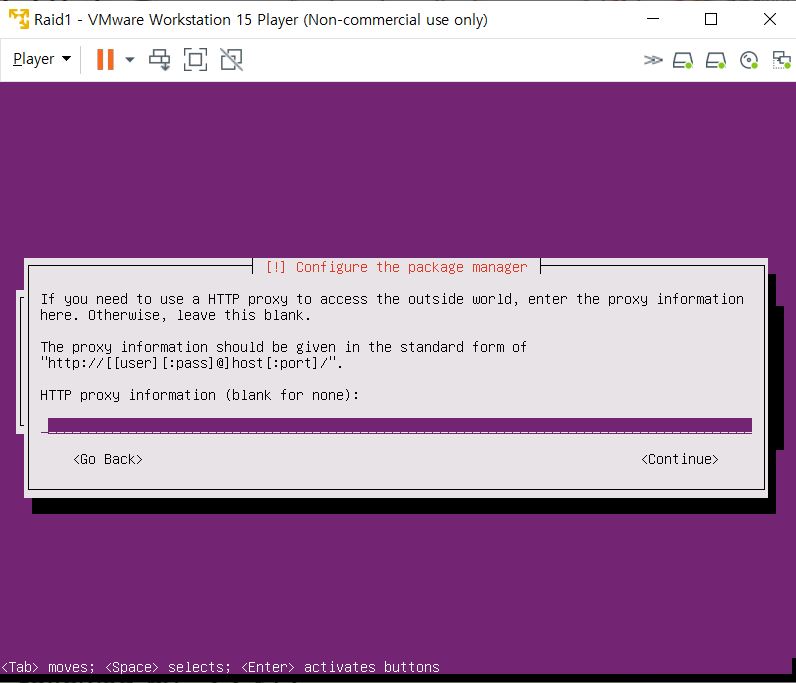 Raid1 - VMware Workstation 15 Player (Non-commercial use only)
Player
[!] Configure the package manager
If you need to use a HTTP proxy to access the outside world, enter the proxy information
here. Otherwise, leave this blank.
The proxy information should be given in the standard form of
"http://[[user][:pass]@]host[:port]/".
HTTP proxy information (blank for none):
<Go Back>
<Continue>
<Tab> moves; <Space> selects; <Enter> activates buttons